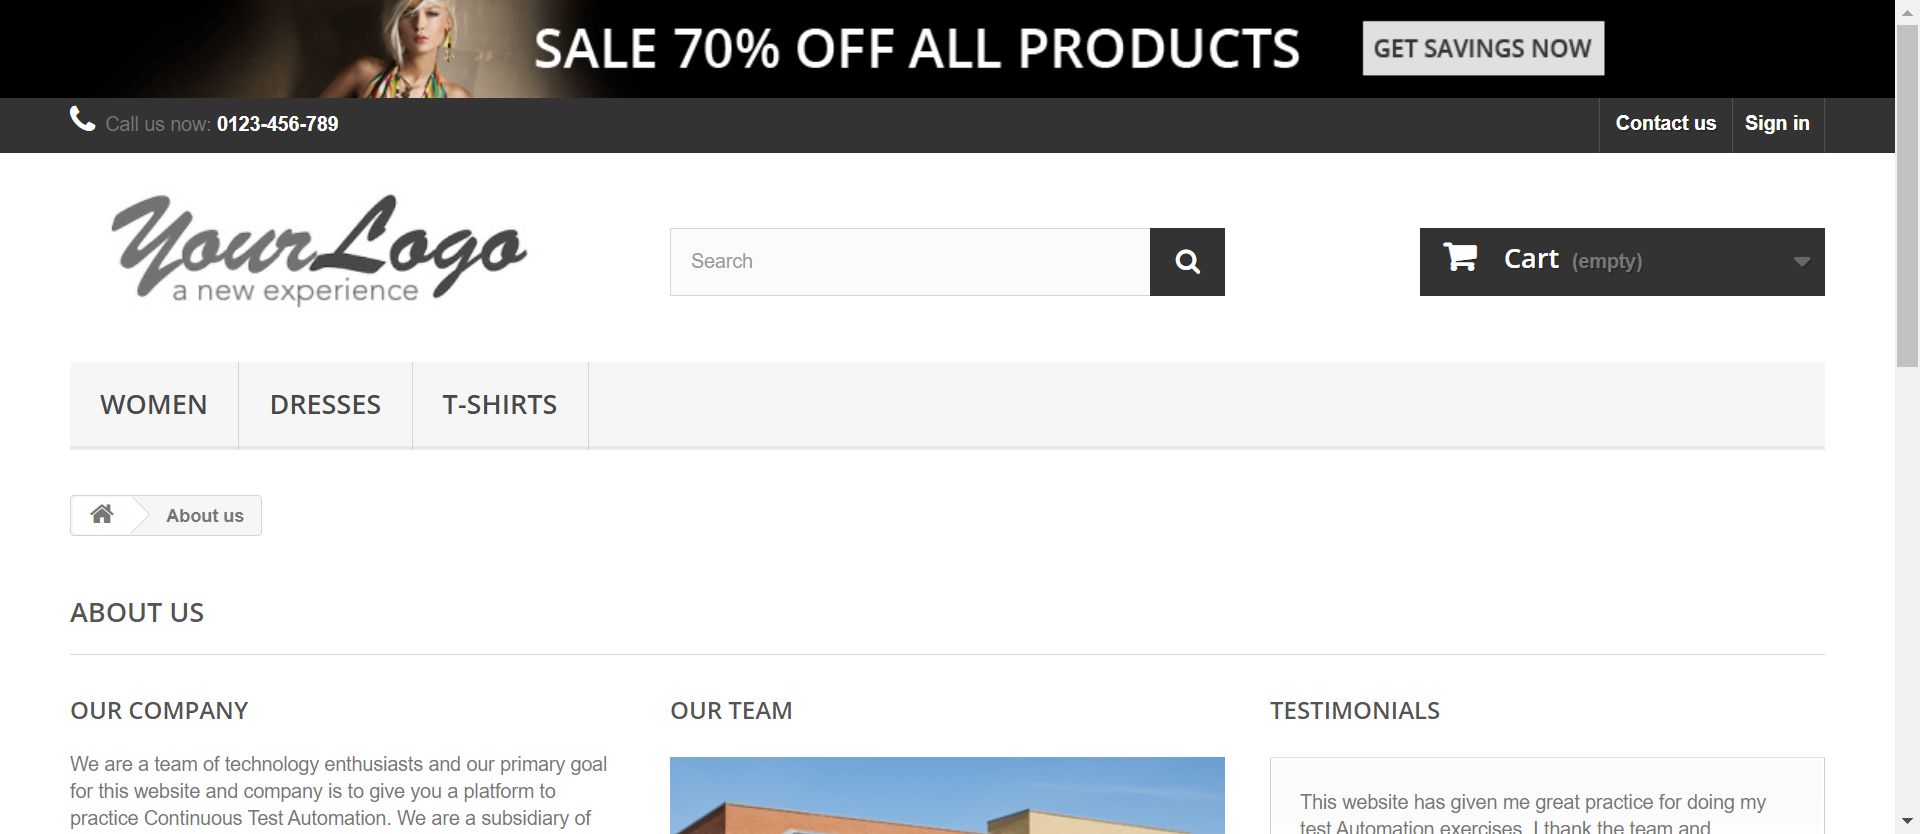 SALE 70% OFF ALL PRODUCTS
GET SAVINGS NOW
Call us now: 0123-456-789
Contact us
Sign in
Your Logo
a new experience
Search
Cart (empty)
WOMEN
DRESSES
T-SHIRTS
About us
ABOUT US
OUR COMPANY
We are a team of technology enthusiasts and our primary goal
for this website and company is to give you a platform to
practice Continuous Test Automation. We are a subsidiary of
OUR TEAM
TESTIMONIALS
This website has given me great practice for doing my
test Automation exercises. I thank the team and